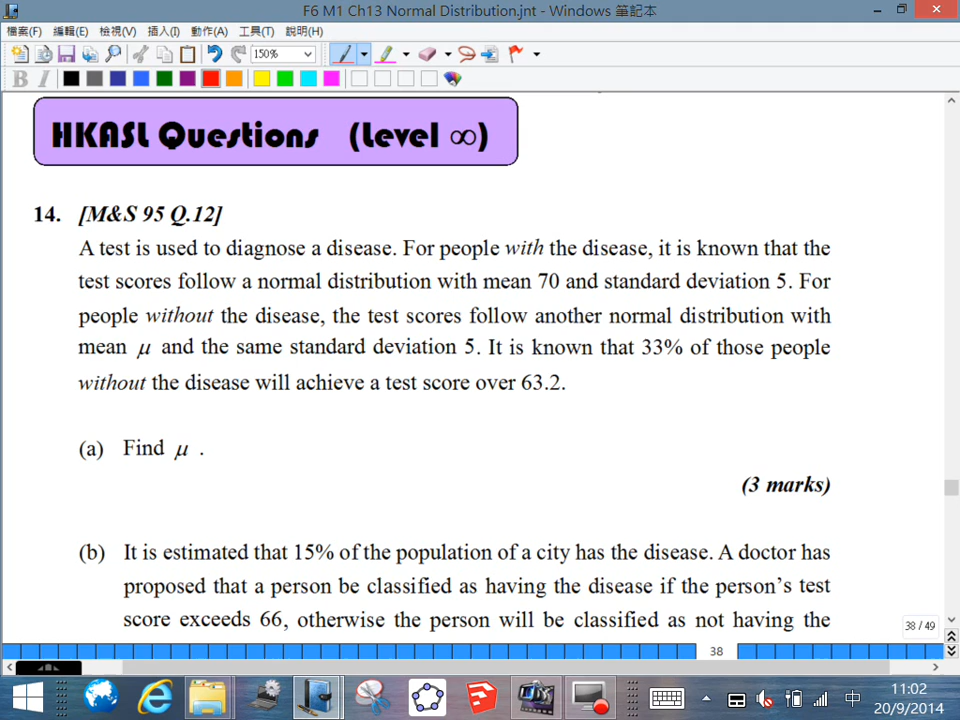 F6 M1 Ch13 Normal Distribution.jnt - Windows 筆記本
檔案(F) 編輯(E) 檢視(V) 插入(I) 動作(A) 工具(T) 說明(H)
150%
B I
HKASL Questions (Level ∞)
14. [M&S 95 Q.12]
A test is used to diagnose a disease. For people with the disease, it is known that the
test scores follow a normal distribution with mean 70 and standard deviation 5. For
people without the disease, the test scores follow another normal distribution with
mean μ and the same standard deviation 5. It is known that 33% of those people
without the disease will achieve a test score over 63.2.
(a) Find μ .
(3 marks)
(b) It is estimated that 15% of the population of a city has the disease. A doctor has
proposed that a person be classified as having the disease if the person's test
score exceeds 66, otherwise the person will be classified as not having the
38 / 49
38
中
11:02
20/9/2014